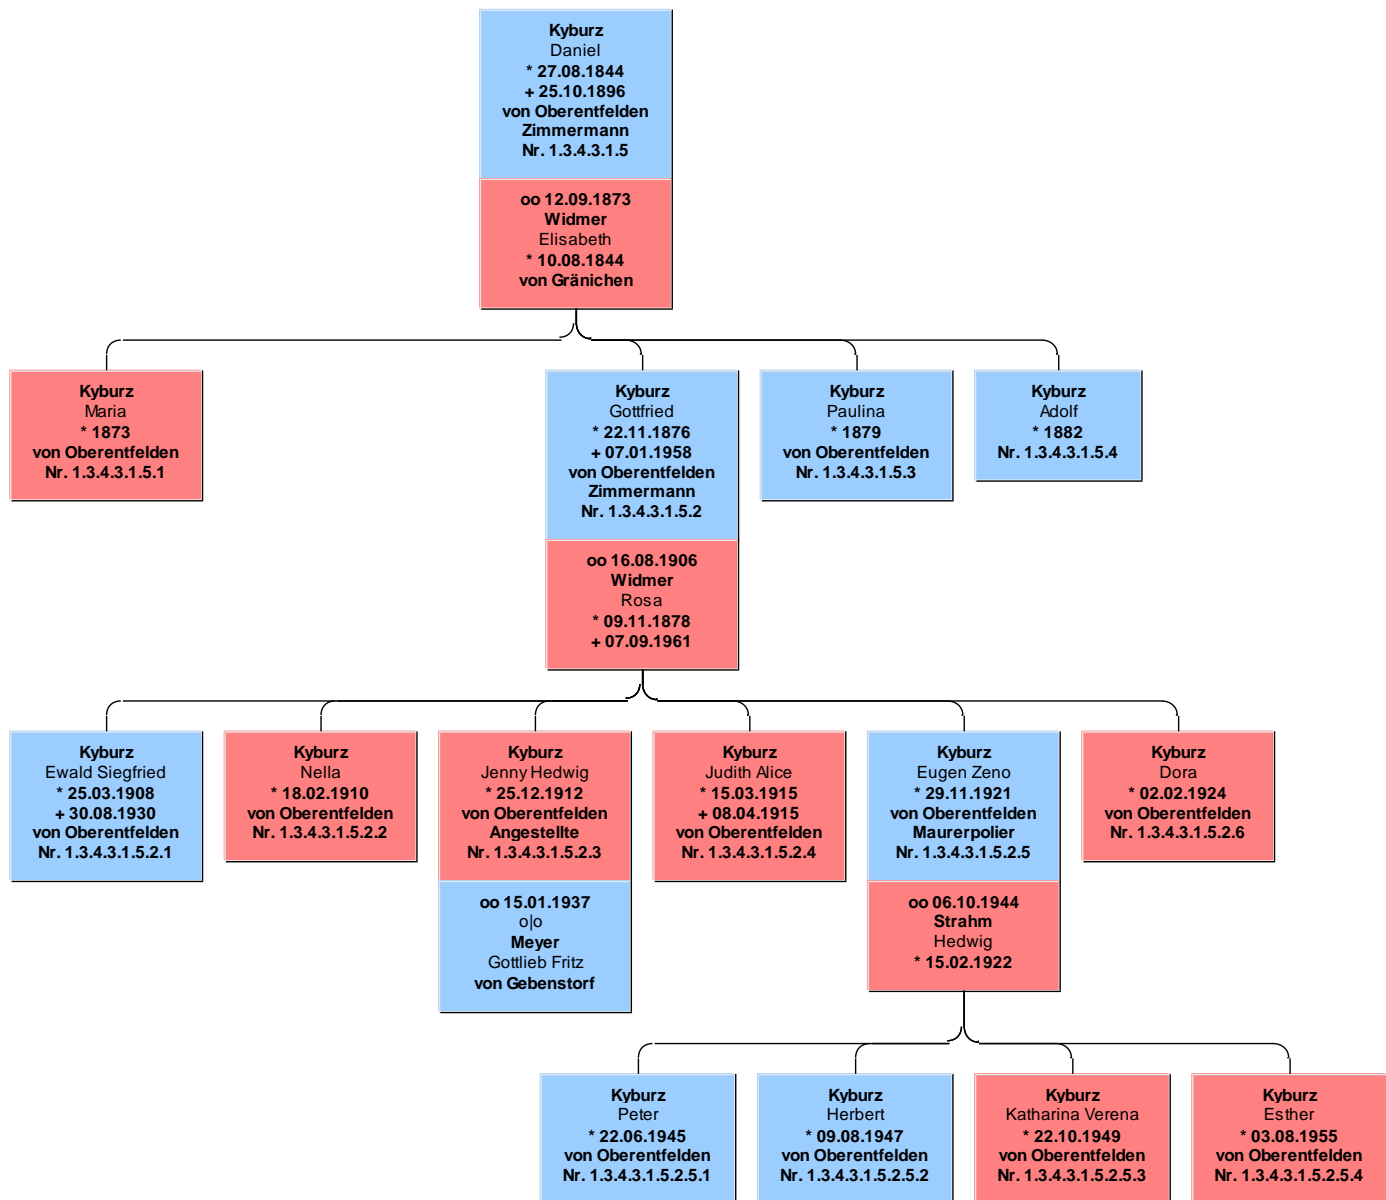 Kyburz
Daniel
* 27.08.1844
+ 25.10.1896
von Oberentfelden
Zimmermann
Nr. 1.3.4.3.1.5
oo 12.09.1873
Widmer
Elisabeth
* 10.08.1844
von Gränichen
Kyburz
Maria
* 1873
von Oberentfelden
Nr. 1.3.4.3.1.5.1
Kyburz
Gottfried
* 22.11.1876
+ 07.01.1958
von Oberentfelden
Zimmermann
Nr. 1.3.4.3.1.5.2
oo 16.08.1906
Widmer
Rosa
* 09.11.1878
+ 07.09.1961
Kyburz
Paulina
* 1879
von Oberentfelden
Nr. 1.3.4.3.1.5.3
Kyburz
Adolf
* 1882
Nr. 1.3.4.3.1.5.4
Kyburz
Ewald Siegfried
* 25.03.1908
+ 30.08.1930
von Oberentfelden
Nr. 1.3.4.3.1.5.2.1
Kyburz
Nella
* 18.02.1910
von Oberentfelden
Nr. 1.3.4.3.1.5.2.2
Kyburz
Jenny Hedwig
* 25.12.1912
von Oberentfelden
Angestellte
Nr. 1.3.4.3.1.5.2.3
oo 15.01.1937
o|o
Meyer
Gottlieb Fritz
von Gebenstorf
Kyburz
Judith Alice
* 15.03.1915
+ 08.04.1915
von Oberentfelden
Nr. 1.3.4.3.1.5.2.4
Kyburz
Eugen Zeno
* 29.11.1921
von Oberentfelden
Maurerpolier
Nr. 1.3.4.3.1.5.2.5
oo 06.10.1944
Strahm
Hedwig
* 15.02.1922
Kyburz
Dora
* 02.02.1924
von Oberentfelden
Nr. 1.3.4.3.1.5.2.6
Kyburz
Peter
* 22.06.1945
von Oberentfelden
Nr. 1.3.4.3.1.5.2.5.1
Kyburz
Herbert
* 09.08.1947
von Oberentfelden
Nr. 1.3.4.3.1.5.2.5.2
Kyburz
Katharina Verena
* 22.10.1949
von Oberentfelden
Nr. 1.3.4.3.1.5.2.5.3
Kyburz
Esther
* 03.08.1955
von Oberentfelden
Nr. 1.3.4.3.1.5.2.5.4